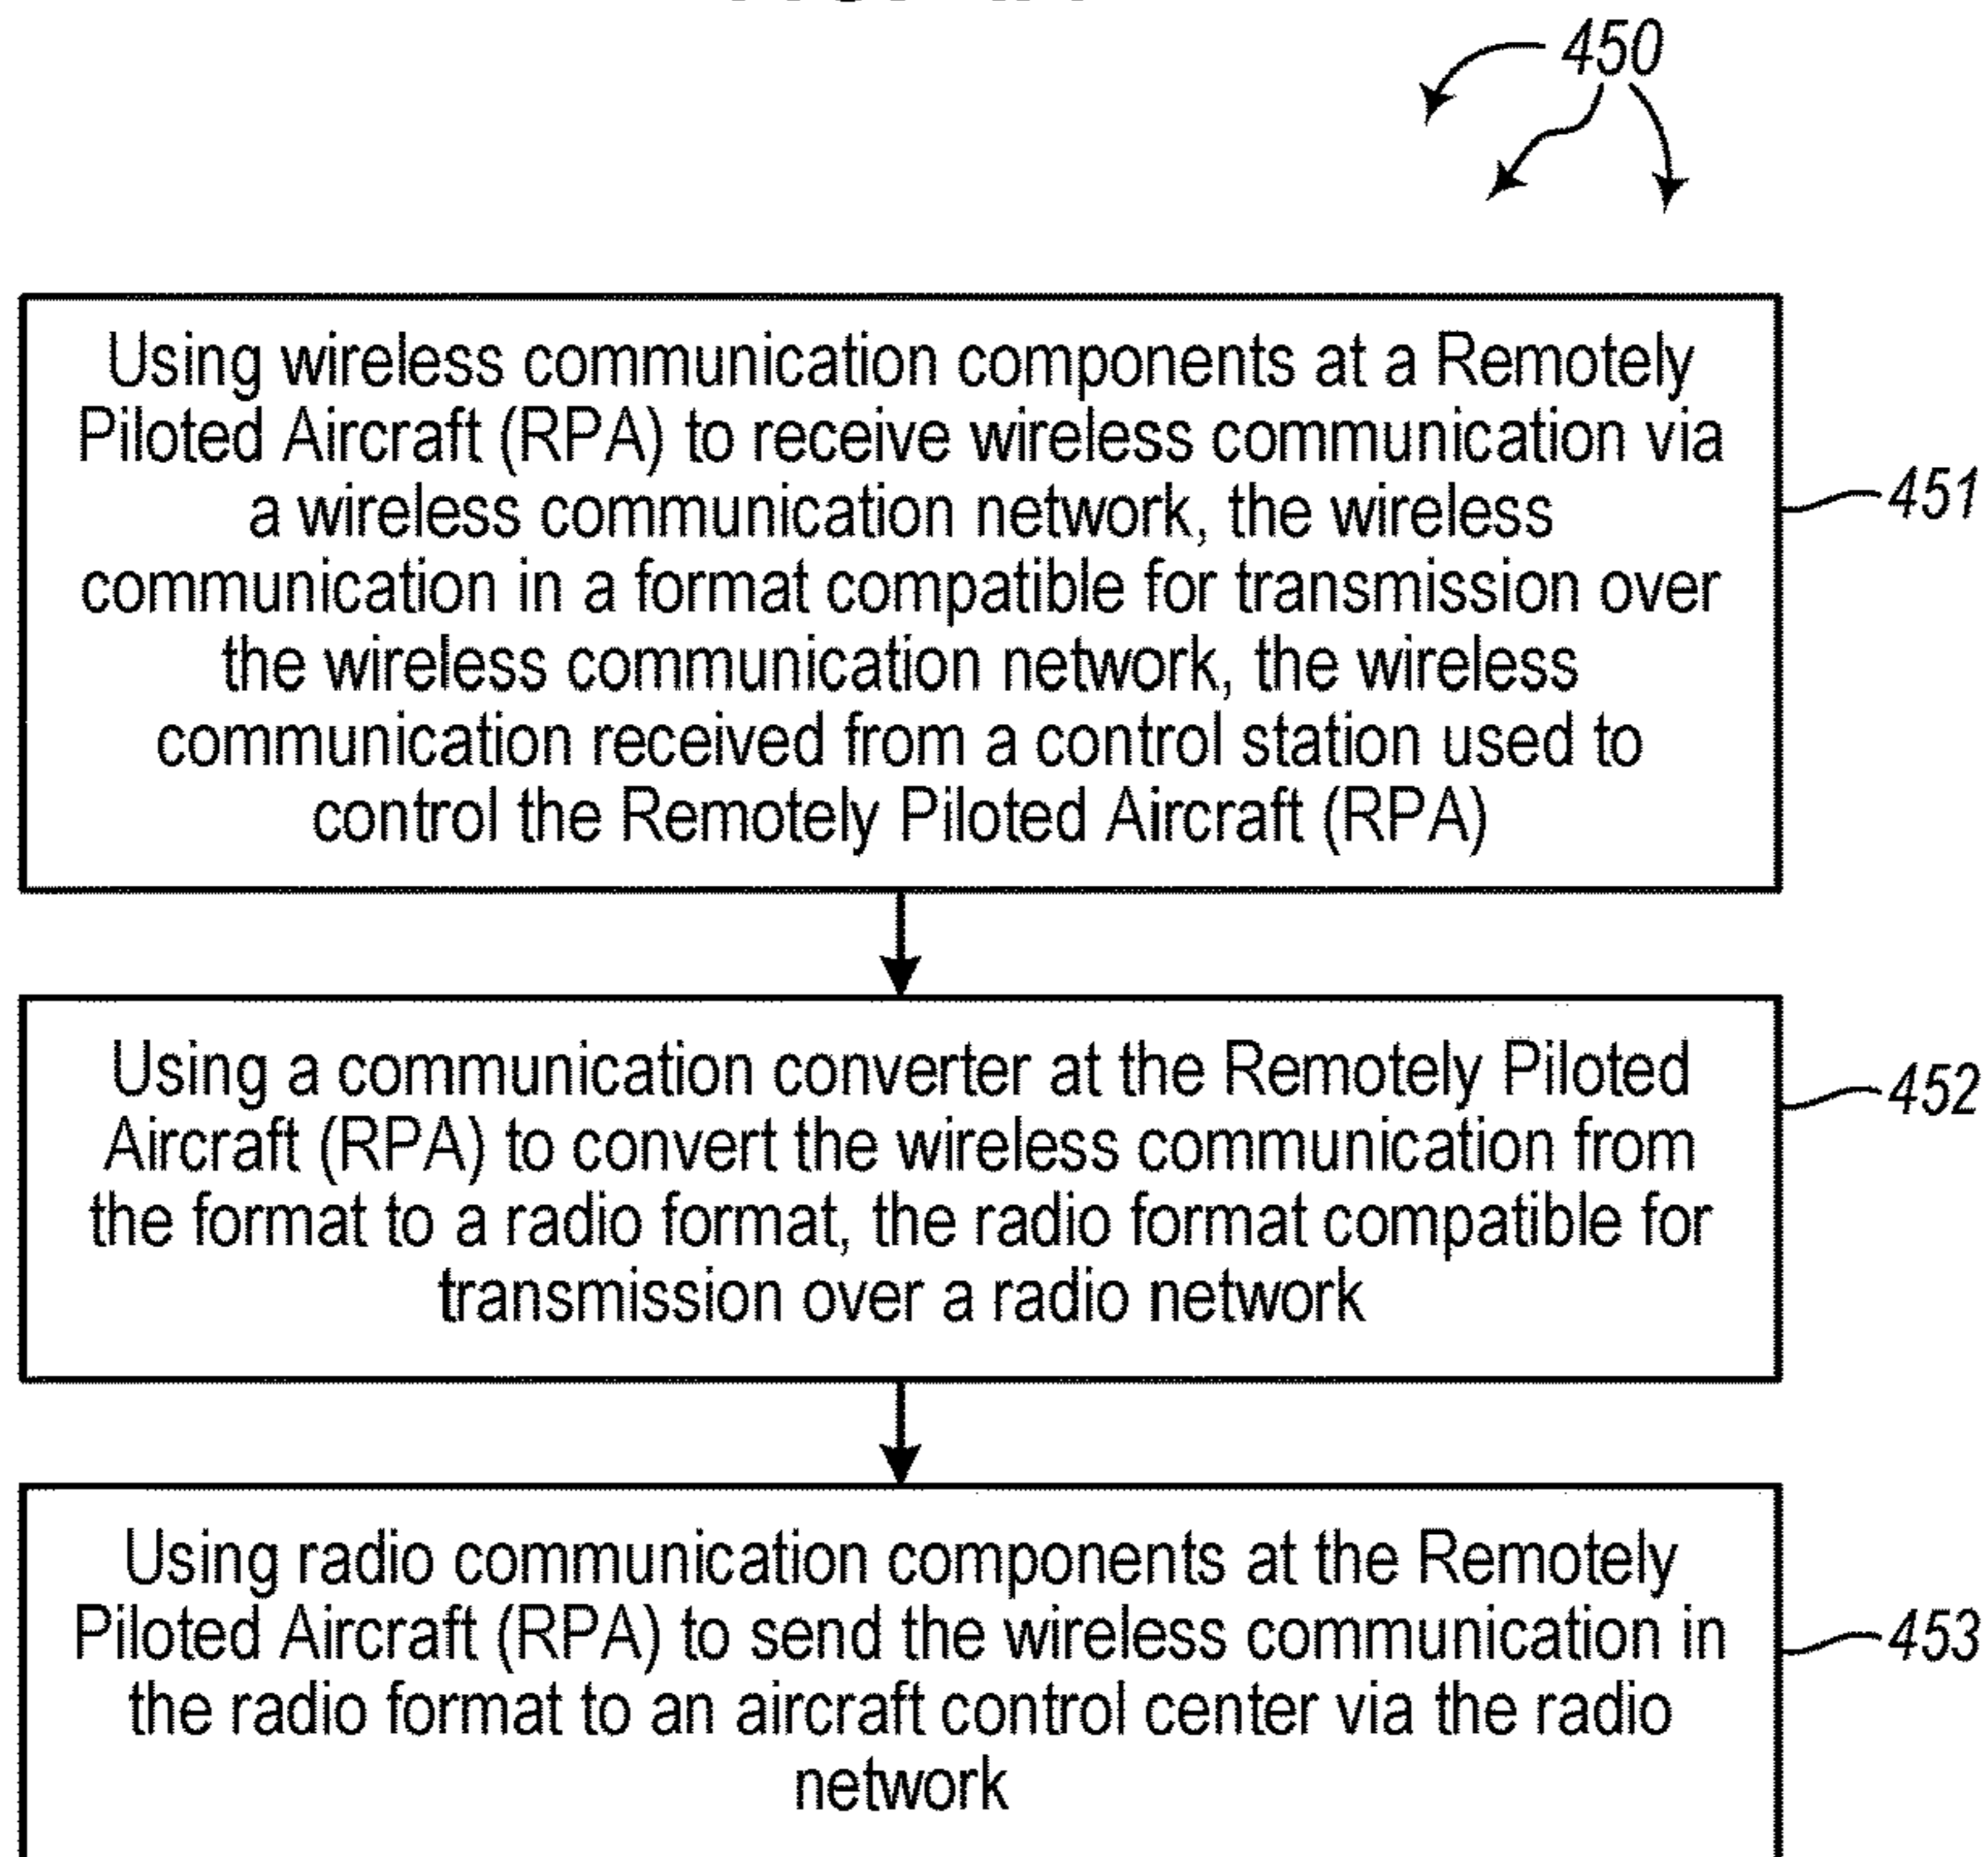 450
Using wireless communication components at a Remotely
Piloted Aircraft (RPA) to receive wireless communication via
a wireless communication network, the wireless
communication in a format compatible for transmission over
the wireless communication network, the wireless
communication received from a control station used to
control the Remotely Piloted Aircraft (RPA)
451
Using a communication converter at the Remotely Piloted
Aircraft (RPA) to convert the wireless communication from
the format to a radio format, the radio format compatible for
transmission over a radio network
452
Using radio communication components at the Remotely
Piloted Aircraft (RPA) to send the wireless communication in
the radio format to an aircraft control center via the radio
network
453